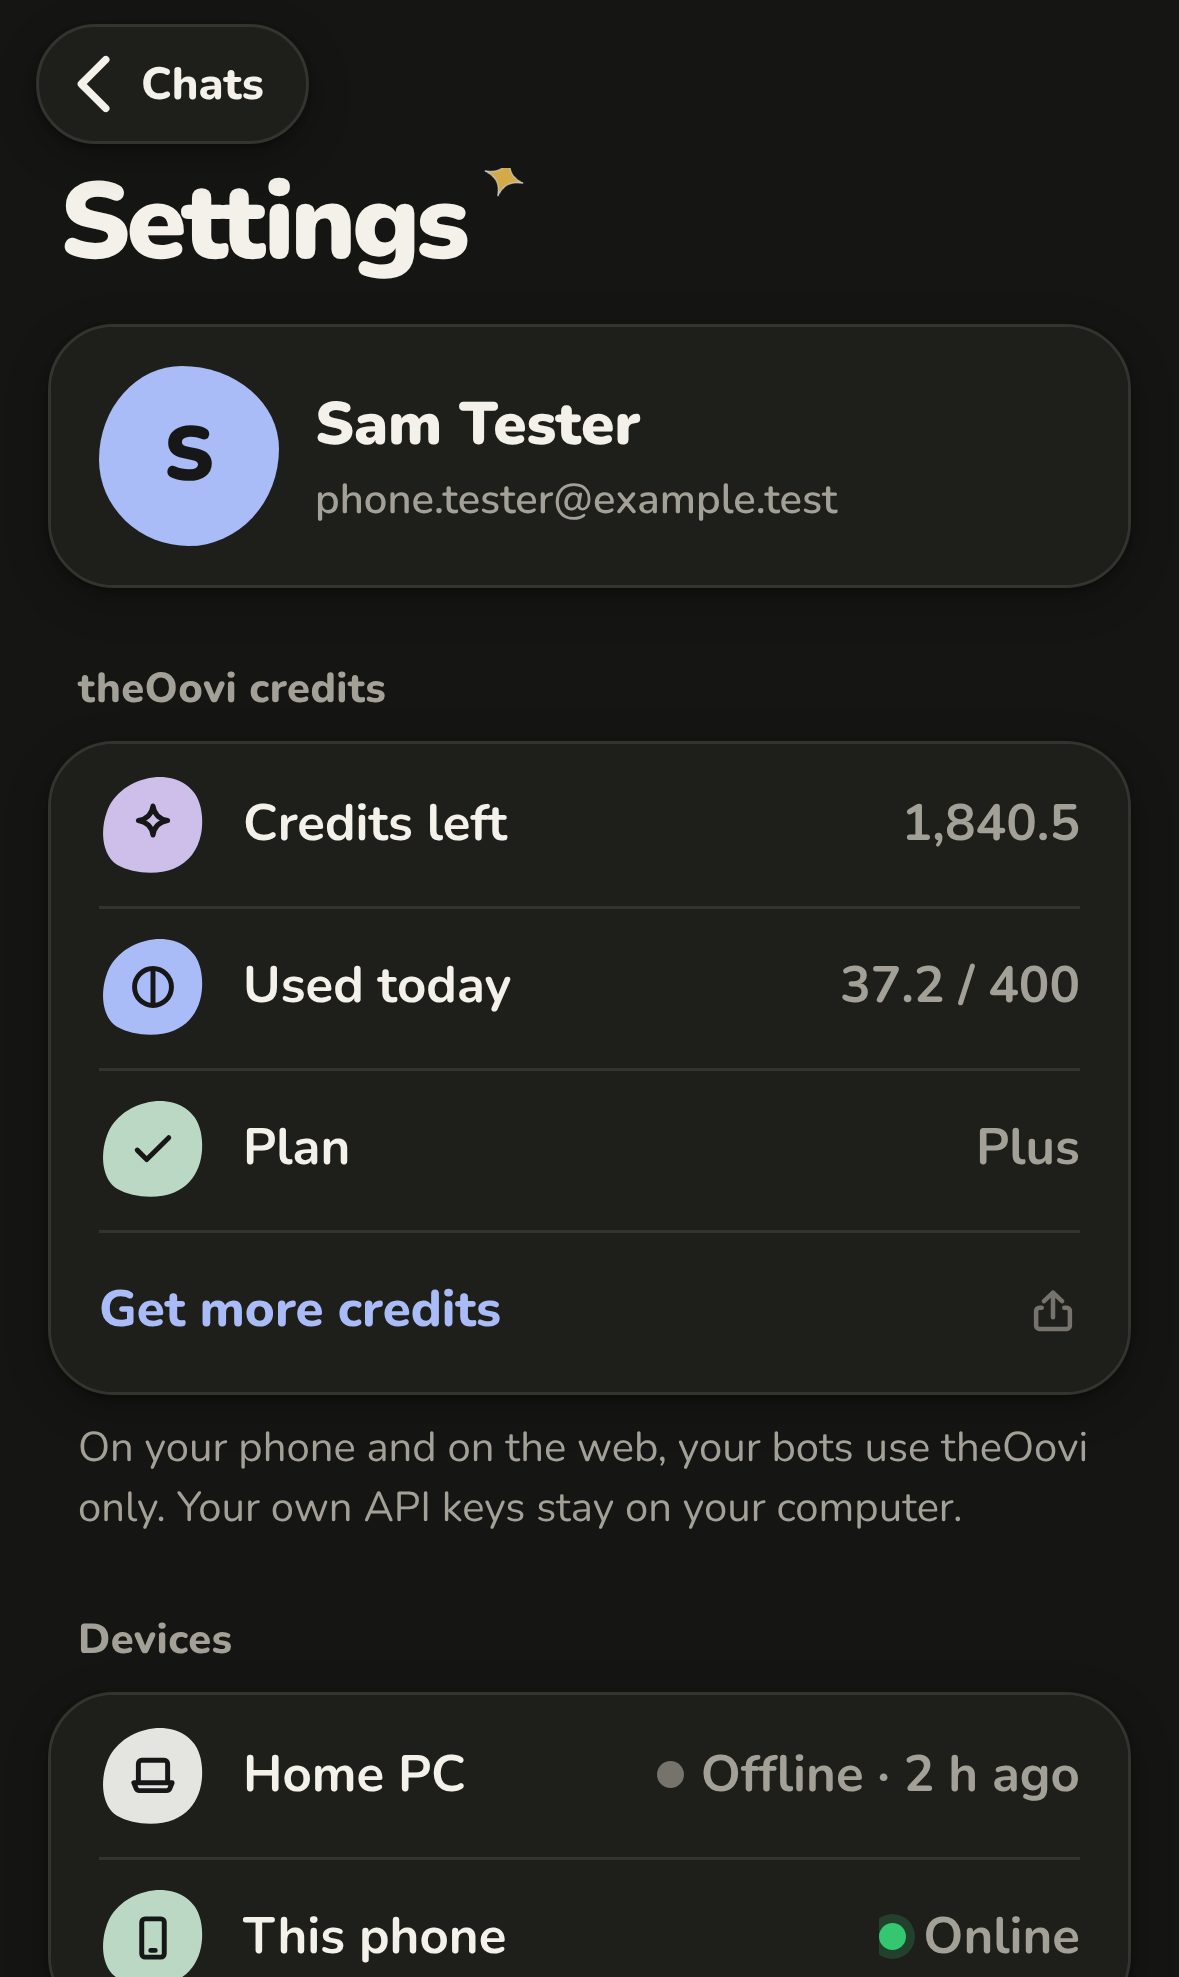 Chats
Settings
S
Sam Tester
phone.tester@example.test
theOovi credits
Credits left 1,840.5
Used today 37.2 / 400
Plan Plus
Get more credits
On your phone and on the web, your bots use theOovi
only. Your own API keys stay on your computer.
Devices
Home PC Offline · 2 h ago
This phone Online